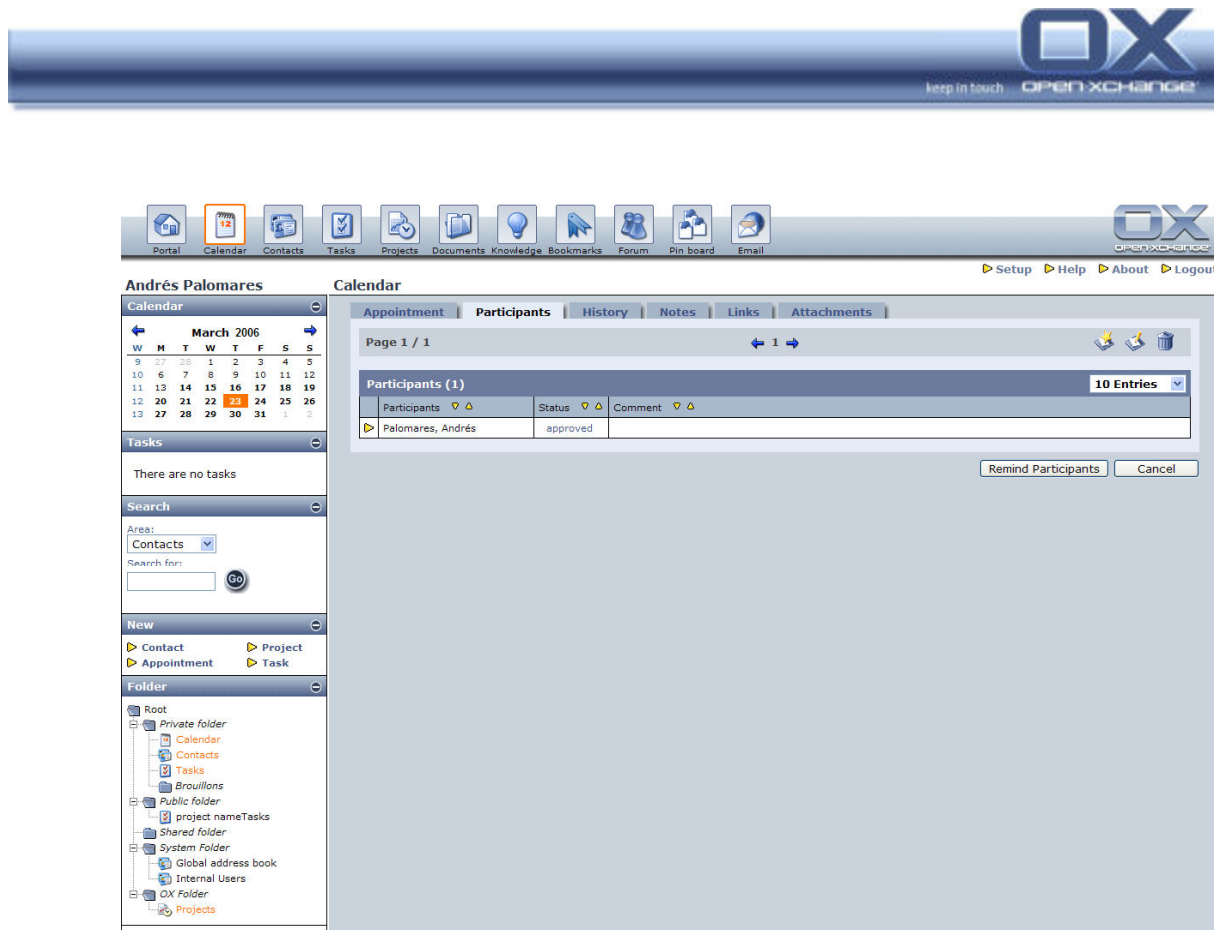 OX
keep in touch OPEN-XCHANGE
12
OX
OPEN-XCHANGE
Portal Calendar Contacts Tasks Projects Documents Knowledge Bookmarks Forum Pin board Email
Setup Help About Logout
Andrés Palomares
Calendar
Calendar
March 2006
W M T W T F S S
9 27 28 1 2 3 4 5
10 6 7 8 9 10 11 12
11 13 14 15 16 17 18 19
12 20 21 22 23 24 25 26
13 27 28 29 30 31 1 2
Tasks
There are no tasks
Search
Area:
Contacts
Search for:
Go
New
Contact Project
Appointment Task
Folder
Root
Private folder
Calendar
Contacts
Tasks
Brouillons
Public folder
project nameTasks
Shared folder
System Folder
Global address book
Internal Users
OX Folder
Projects
Appointment Participants History Notes Links Attachments
Page 1 / 1 1
Participants (1) 10 Entries
Participants Status Comment
Palomares, Andrés approved
Remind Participants Cancel